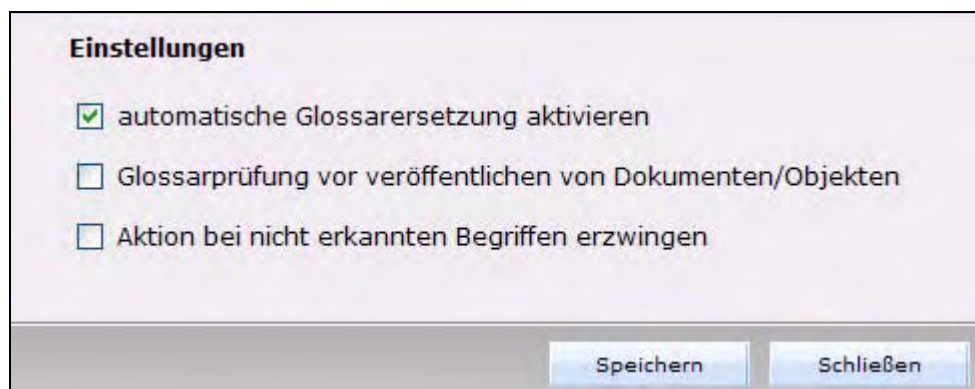 Einstellungen
automatische Glossarersetzung aktivieren
Glossarprüfung vor veröffentlichen von Dokumenten/Objekten
Aktion bei nicht erkannten Begriffen erzwingen
Speichern Schließen